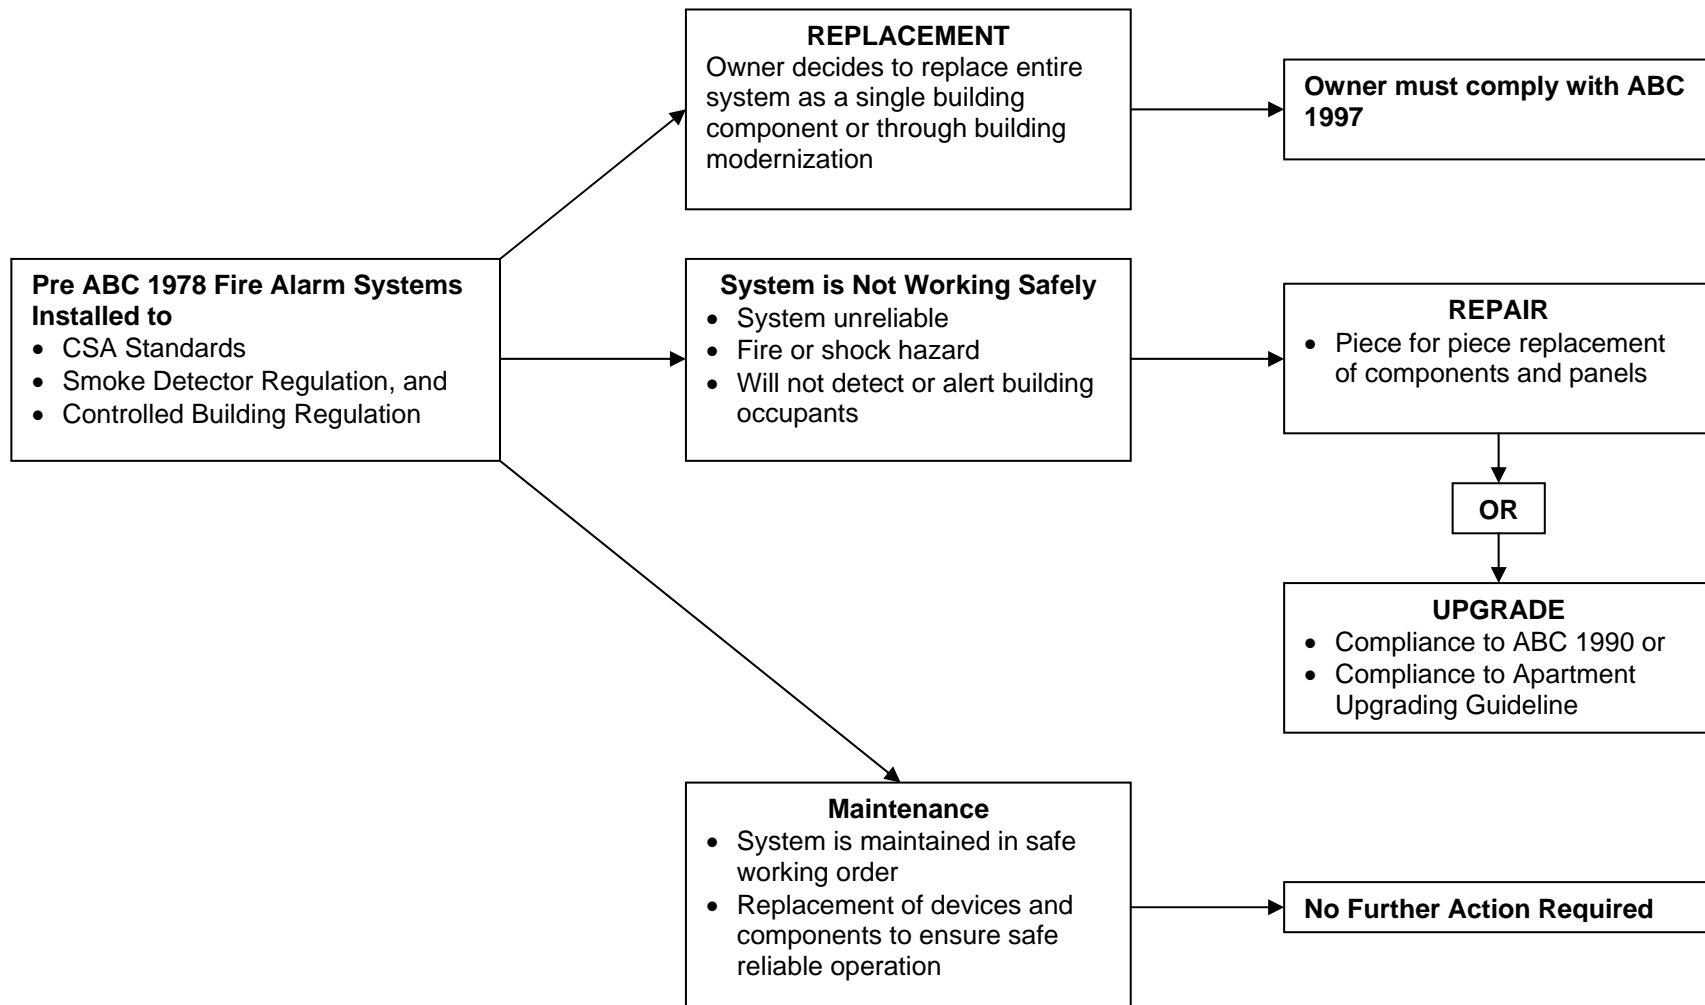 REPLACEMENT
Owner decides to replace entire
system as a single building
component or through building
modernization
Owner must comply with ABC
1997
Pre ABC 1978 Fire Alarm Systems
Installed to
• CSA Standards
• Smoke Detector Regulation, and
• Controlled Building Regulation
System is Not Working Safely
• System unreliable
• Fire or shock hazard
• Will not detect or alert building
occupants
REPAIR
• Piece for piece replacement
of components and panels
OR
UPGRADE
• Compliance to ABC 1990 or
• Compliance to Apartment
Upgrading Guideline
Maintenance
• System is maintained in safe
working order
• Replacement of devices and
components to ensure safe
reliable operation
No Further Action Required